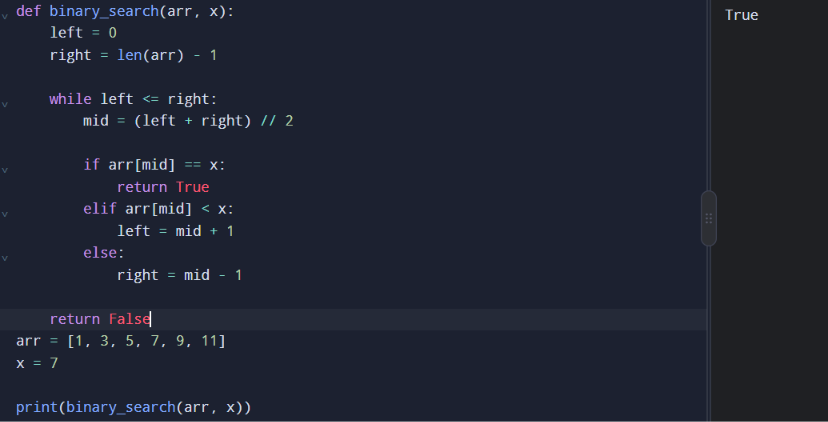 def binary_search(arr, x):
    left = 0
    right = len(arr) - 1

    while left <= right:
        mid = (left + right) // 2

        if arr[mid] == x:
            return True
        elif arr[mid] < x:
            left = mid + 1
        else:
            right = mid - 1

    return False
arr = [1, 3, 5, 7, 9, 11]
x = 7

print(binary_search(arr, x))
True